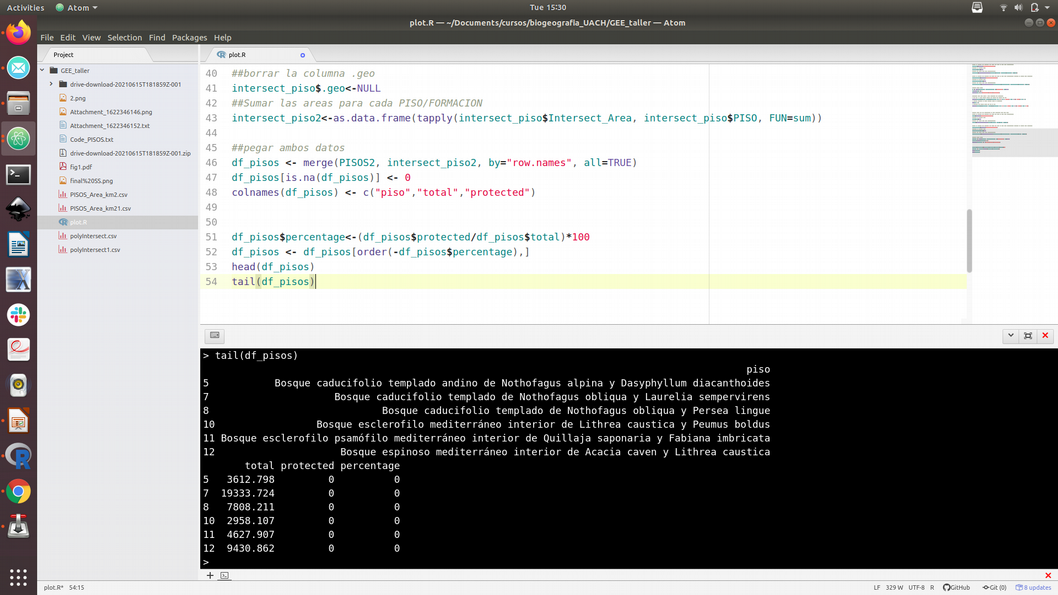 Activities
Atom
Tue 15:30
plot.R — ~/Documents/cursos/biogeografia_UACH/GEE_taller — Atom
File Edit View Selection Find Packages Help
Project
plot.R
GEE_taller
drive-download-20210615T181859Z-001
2.png
Attachment_1622346146.png
Attachment_1622346152.txt
Code_PISOS.txt
drive-download-20210615T181859Z-001.zip
fig1.pdf
final%20SS.png
PISOS_Area_km2.csv
PISOS_Area_km21.csv
plot.R
polyIntersect.csv
polyIntersect1.csv
40 ##borrar la columna .geo
41 intersect_piso$.geo<-NULL
42 ##Sumar las areas para cada PISO/FORMACION
43 intersect_piso2<-as.data.frame(tapply(intersect_piso$Intersect_Area, intersect_piso$PISO, FUN=sum))
44
45 ##pegar ambos datos
46 df_pisos <- merge(PISOS2, intersect_piso2, by="row.names", all=TRUE)
47 df_pisos[is.na(df_pisos)] <- 0
48 colnames(df_pisos) <- c("piso","total","protected")
49
50
51 df_pisos$percentage<-(df_pisos$protected/df_pisos$total)*100
52 df_pisos <- df_pisos[order(-df_pisos$percentage),]
53 head(df_pisos)
54 tail(df_pisos)
> tail(df_pisos)
piso
5 Bosque caducifolio templado andino de Nothofagus alpina y Dasyphyllum diacanthoides
7 Bosque caducifolio templado de Nothofagus obliqua y Laurelia sempervirens
8 Bosque caducifolio templado de Nothofagus obliqua y Persea lingue
10 Bosque esclerofilo mediterráneo interior de Lithrea caustica y Peumus boldus
11 Bosque esclerofilo psamófilo mediterráneo interior de Quillaja saponaria y Fabiana imbricata
12 Bosque espinoso mediterráneo interior de Acacia caven y Lithrea caustica
total protected percentage
5 3612.798 0 0
7 19333.724 0 0
8 7808.211 0 0
10 2958.107 0 0
11 4627.907 0 0
12 9430.862 0 0
>
plot.R* 54:15
LF 329 W UTF-8 R GitHub Git (0) 8 updates